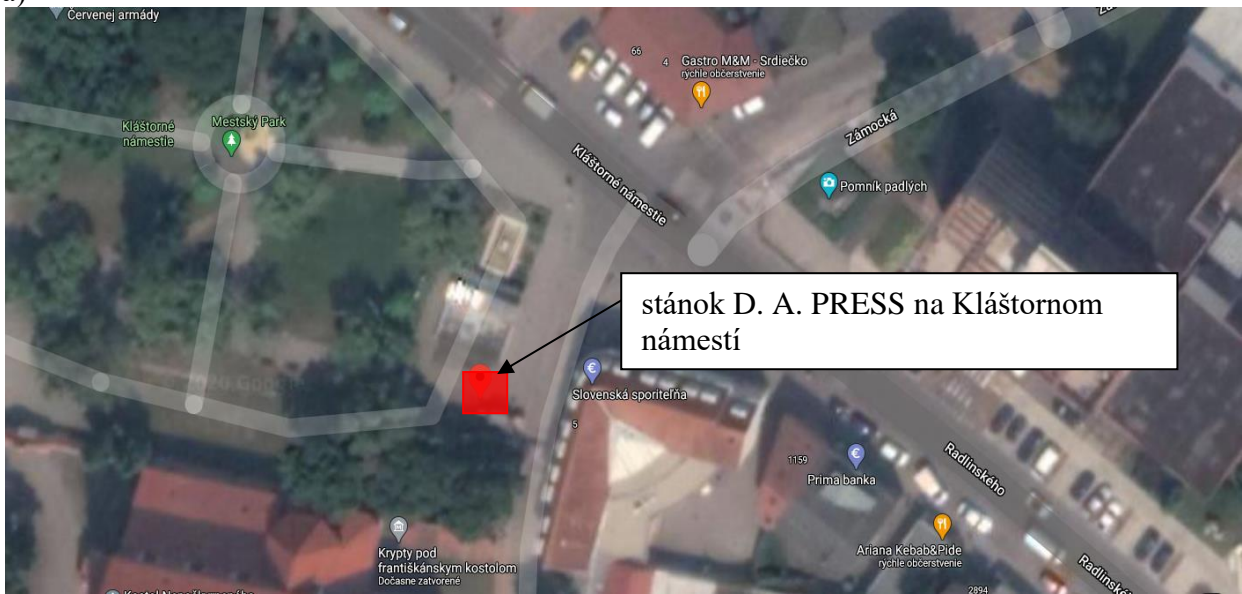 a)
Červenej armády
66
4
Gastro M&M - Srdiečko
rýchle občerstvenie
Kláštorné
námestie
Mestský Park
Zámocká
Kláštorné námestie
Pomník padlých
stánok D. A. PRESS na Kláštornom
námestí
Slovenská sporiteľňa
5
1159
Prima banka
Radlinského
Krypty pod
františkánskym kostolom
Dočasne zatvorené
Ariana Kebab&Pide
rýchle občerstvenie
2894